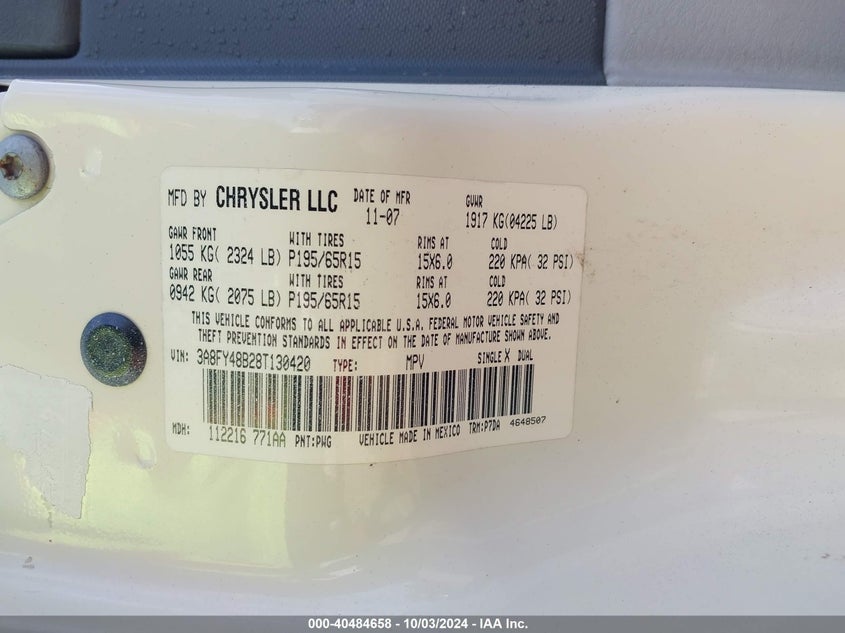 MFD BY CHRYSLER LLC DATE OF MFR GVWR
11-07 1917 KG(04225 LB)
GAWR FRONT WITH TIRES RIMS AT COLD
1055 KG( 2324 LB) P195/65R15 15X6.0 220 KPA( 32 PSI)
GAWR REAR WITH TIRES RIMS AT COLD
0942 KG( 2075 LB) P195/65R15 15X6.0 220 KPA( 32 PSI)
THIS VEHICLE CONFORMS TO ALL APPLICABLE U.S.A. FEDERAL MOTOR VEHICLE SAFETY AND
THEFT PREVENTION STANDARDS IN EFFECT ON THE DATE OF MANUFACTURE SHOWN ABOVE.
VIN: 3A8FY48B28T130420 TYPE: MPV SINGLE X DUAL
MDH: 112216 771AA PNT:PWG VEHICLE MADE IN MEXICO TRM:P7DA 4648507
000-40484658 - 10/03/2024 - IAA Inc.